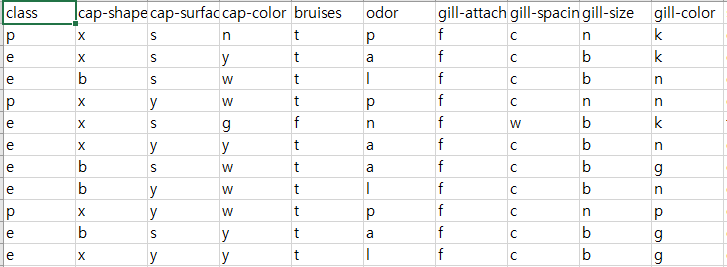 class cap-shape cap-surfac cap-color bruises odor gill-attach gill-spacin gill-size gill-color
p x s n t p f c n k
e x s y t a f c b k
e b s w t l f c b n
p x y w t p f c n n
e x s g f n f w b k
e x y y t a f c b n
e b s w t a f c b g
e b y w t l f c b n
p x y w t p f c n p
e b s y t a f c b g
e x y y t l f c b g